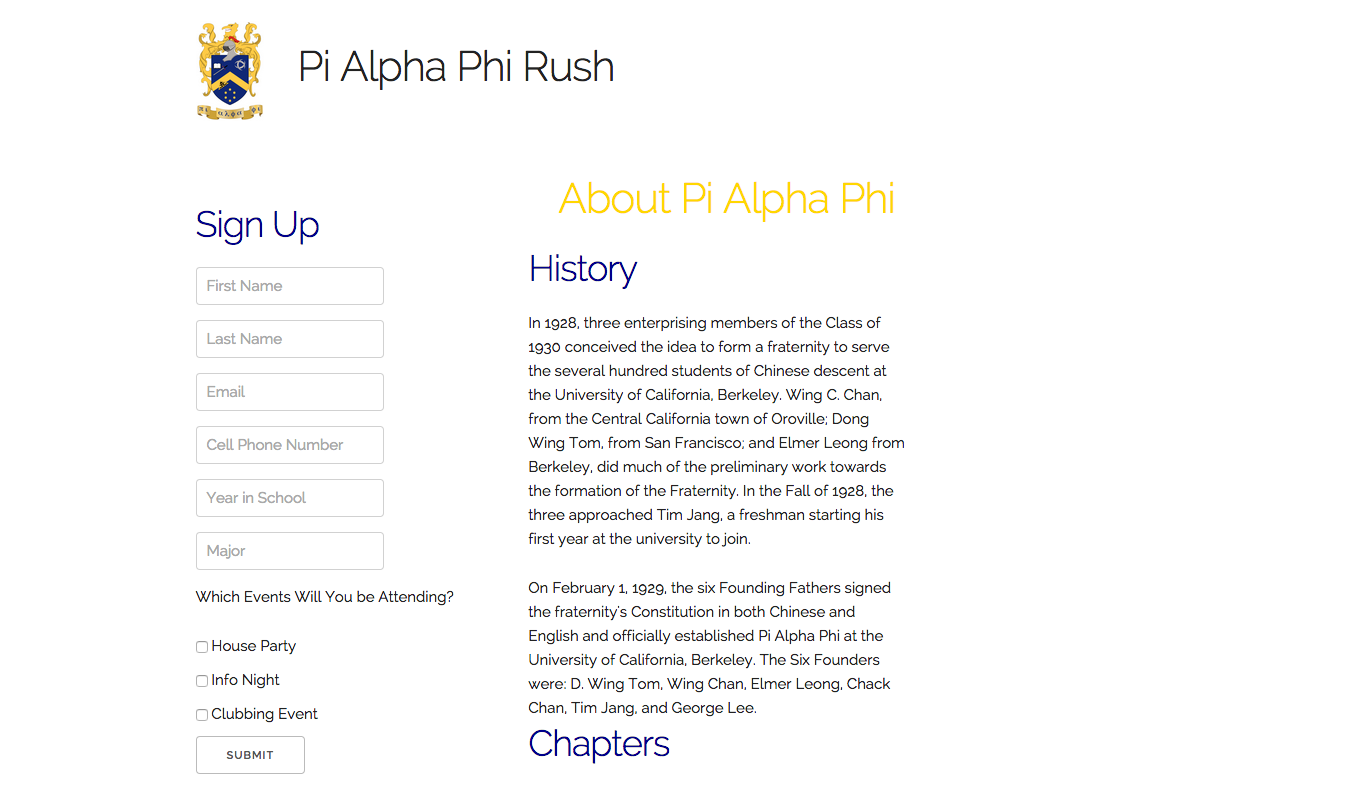 Pi Alpha Phi Rush
Sign Up
First Name
Last Name
Email
Cell Phone Number
Year in School
Major
Which Events Will You be Attending?
House Party
Info Night
Clubbing Event
SUBMIT
About Pi Alpha Phi
History
In 1928, three enterprising members of the Class of
1930 conceived the idea to form a fraternity to serve
the several hundred students of Chinese descent at
the University of California, Berkeley. Wing C. Chan,
from the Central California town of Oroville; Dong
Wing Tom, from San Francisco; and Elmer Leong from
Berkeley, did much of the preliminary work towards
the formation of the Fraternity. In the Fall of 1928, the
three approached Tim Jang, a freshman starting his
first year at the university to join.
On February 1, 1929, the six Founding Fathers signed
the fraternity's Constitution in both Chinese and
English and officially established Pi Alpha Phi at the
University of California, Berkeley. The Six Founders
were: D. Wing Tom, Wing Chan, Elmer Leong, Chack
Chan, Tim Jang, and George Lee.
Chapters